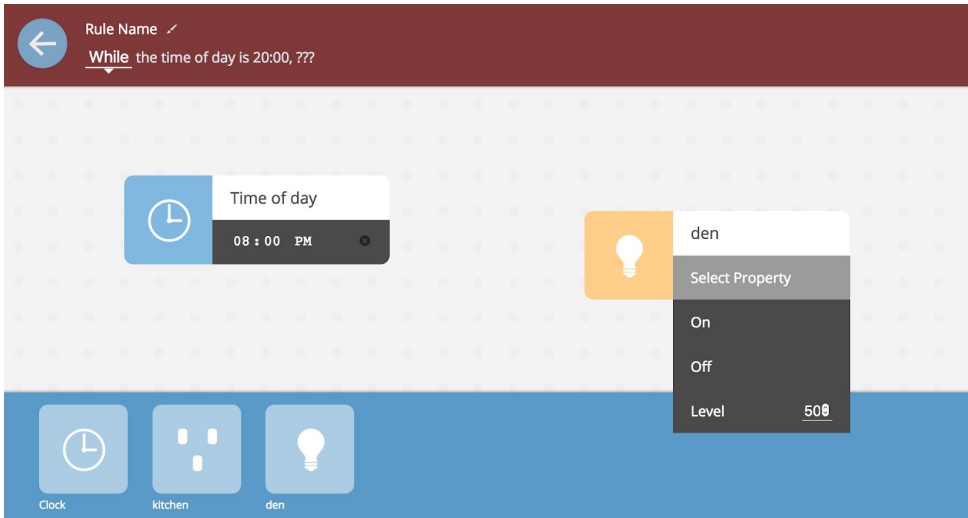 Rule Name
While the time of day is 20:00, ???
Time of day
08:00 PM
den
Select Property
On
Off
Level 50
Clock
kitchen
den